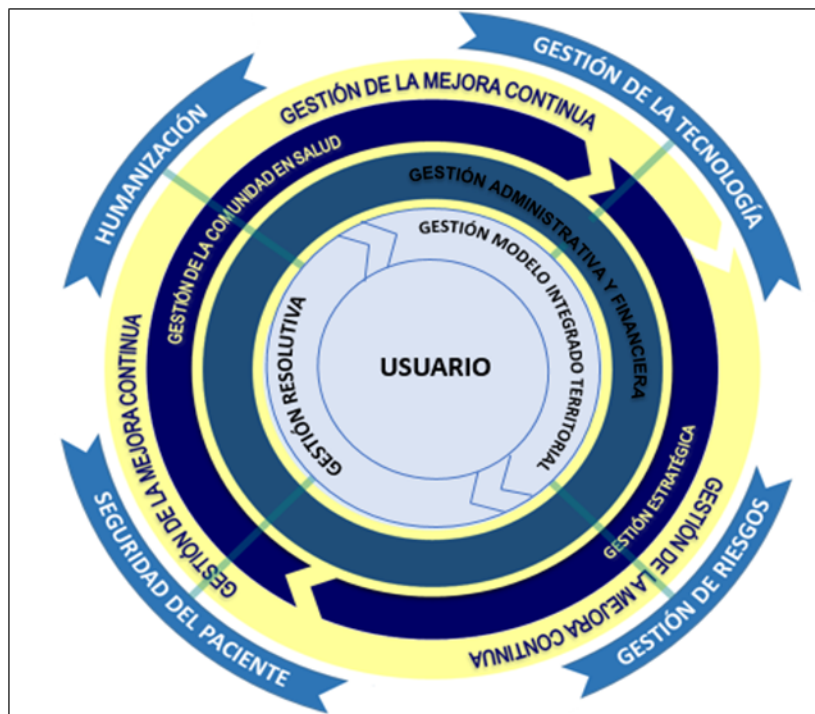 GESTIÓN DE LA TECNOLOGÍA
HUMANIZACIÓN
GESTIÓN DE LA MEJORA CONTINUA
GESTIÓN DE LA COMUNIDAD EN SALUD
GESTIÓN ADMINISTRATIVA Y FINANCIERA
GESTIÓN MODELO INTEGRADO TERRITORIAL
GESTIÓN RESOLUTIVA
USUARIO
GESTIÓN DE LA MEJORA CONTINUA
GESTIÓN ESTRATÉGICA
GESTIÓN DE LA MEJORA CONTINUA
SEGURIDAD DEL PACIENTE
GESTIÓN DE RIESGOS